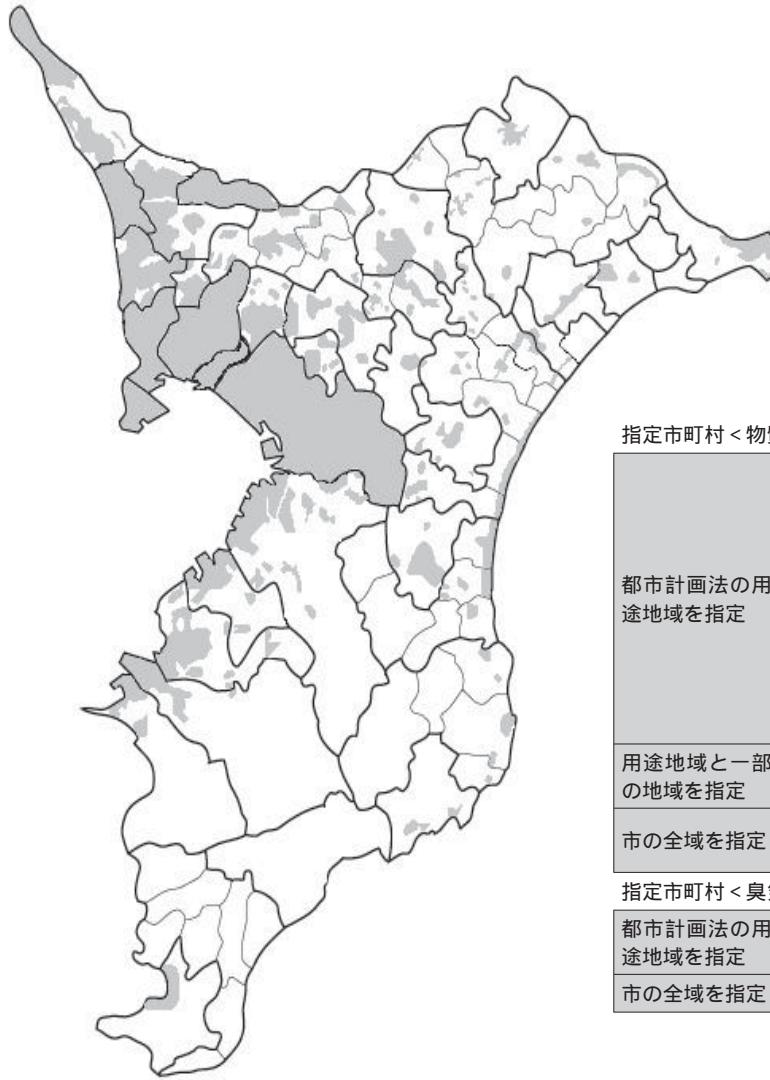 指定市町村＜物
都市計画法の用
途地域を指定
用途地域と一部
の地域を指定
市の全域を指定
指定市町村＜臭
都市計画法の用
途地域を指定
市の全域を指定